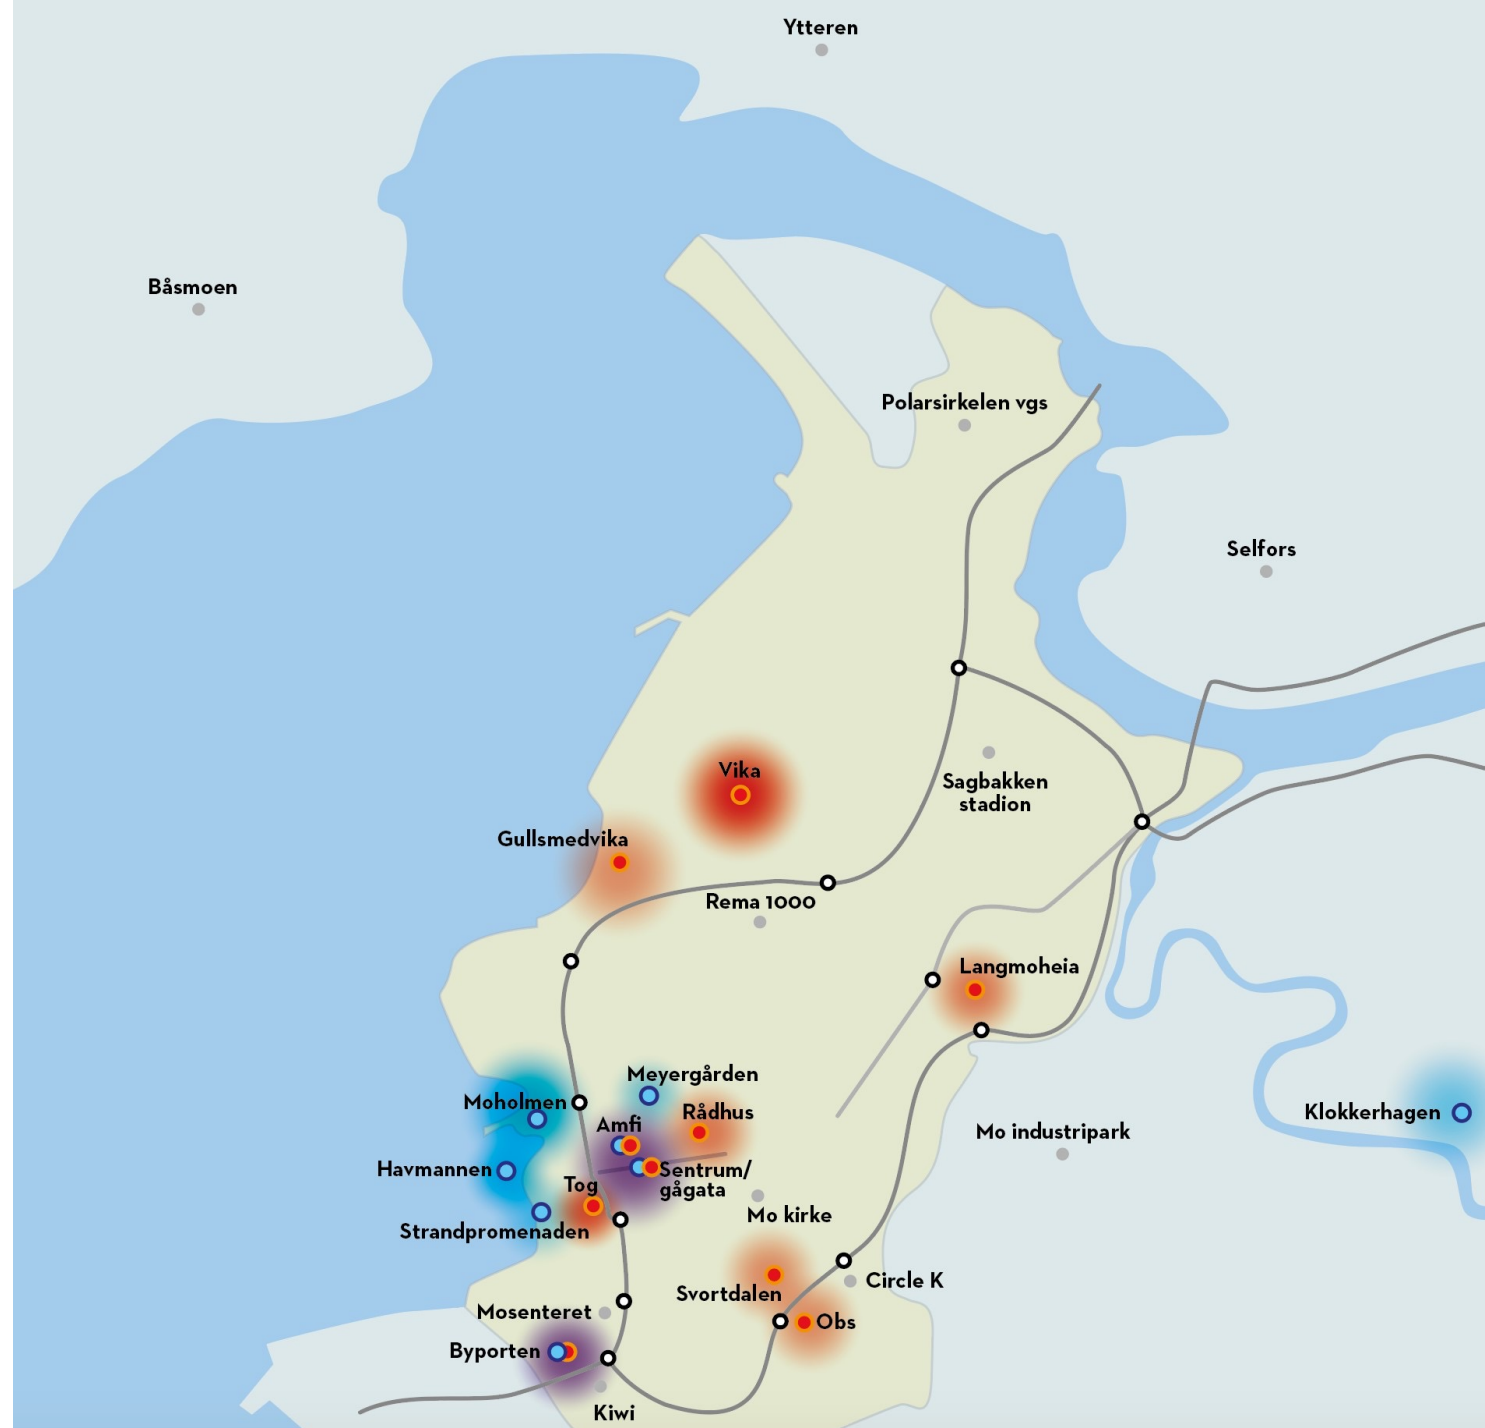 Ytteren
Båsmoen
Polarsirkelen vgs
Selfors
Vika
Sagbakken
stadion
Gullsmedvika
Rema 1000
Langmoheia
Meyergården
Moholmen
Rådhus
Klokkerhagen
Amfi
Mo industripark
Havmannen
Sentrum/
gågata
Tog
Mo kirke
Strandpromenaden
Circle K
Svortdalen
Mosenteret
Obs
Byporten
Kiwi